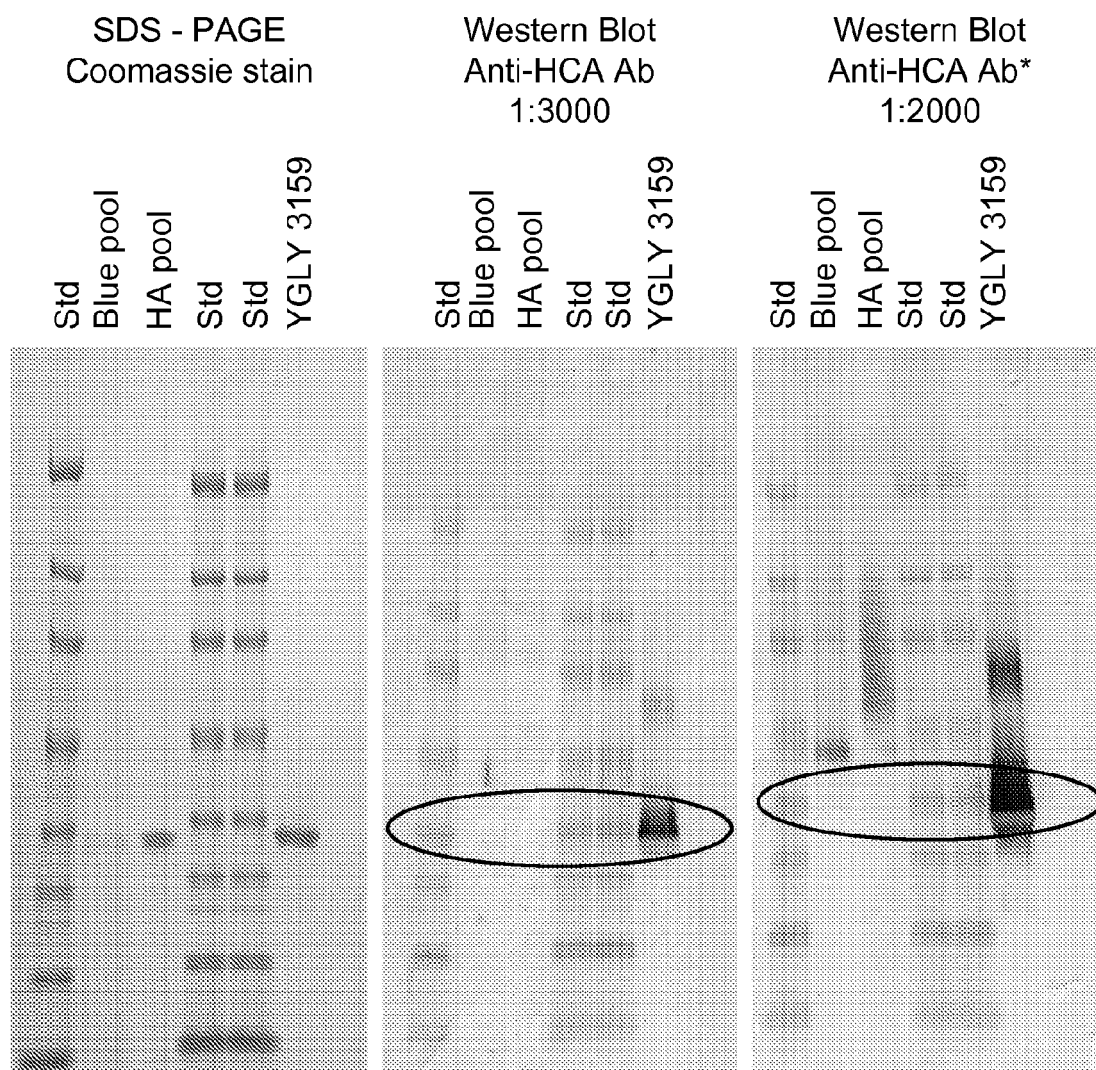 SDS - PAGE
Coomassie stain
Std
Blue pool
HA pool
Std
Std
YGLY 3159
Western Blot
Anti-HCA Ab
1:3000
Std
Blue pool
HA pool
Std
Std
YGLY 3159
Western Blot
Anti-HCA Ab*
1:2000
Std
Blue pool
HA pool
Std
Std
YGLY 3159